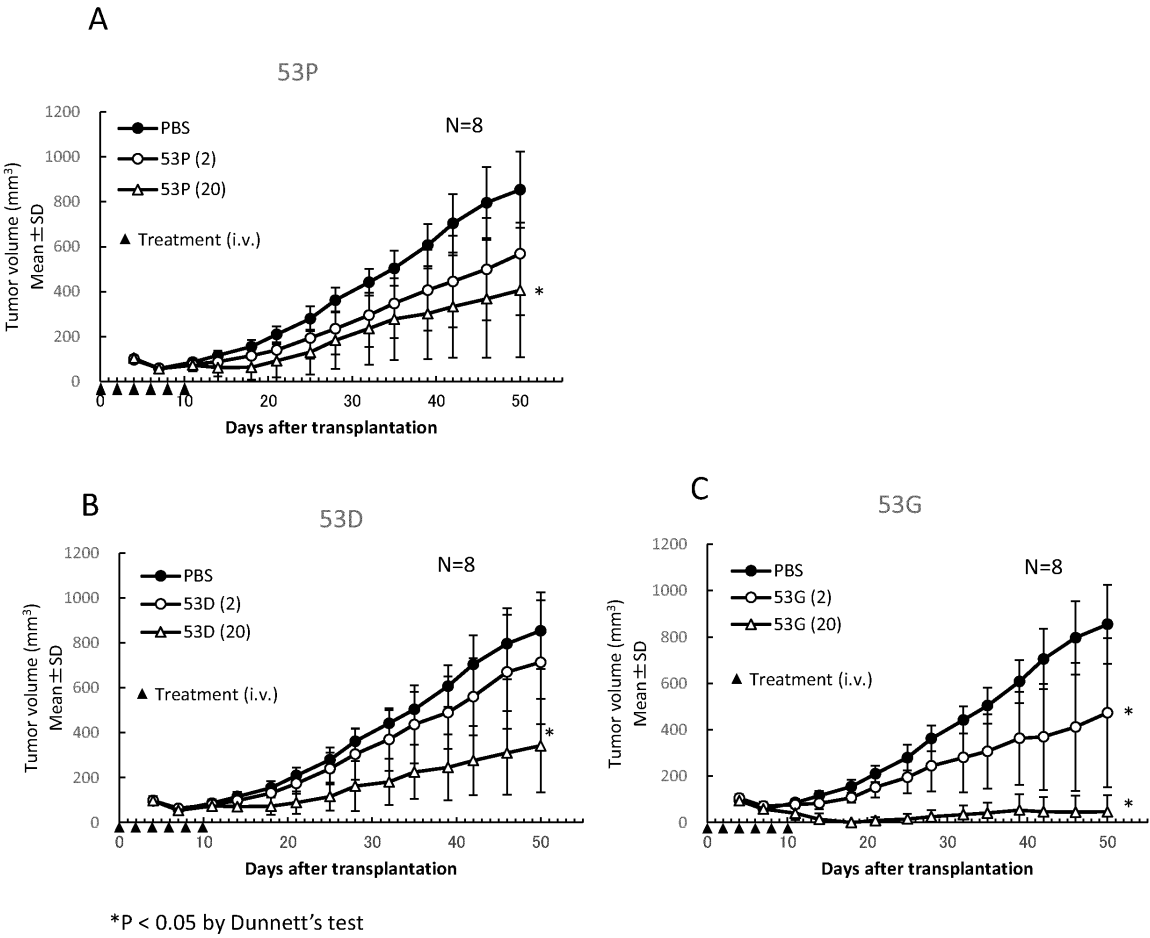 A
53P
N=8
PBS
53P (2)
53P (20)
Treatment (i.v.)
1200
1000
800
600
400
200
0
Tumor volume (mm³)
Mean±SD
*
0 10 20 30 40 50
Days after transplantation
B
53D
N=8
PBS
53D (2)
53D (20)
Treatment (i.v.)
1200
1000
800
600
400
200
0
Tumor volume (mm³)
Mean±SD
*
0 10 20 30 40 50
Days after transplantation
C
53G
N=8
PBS
53G (2)
53G (20)
Treatment (i.v.)
1200
1000
800
600
400
200
0
Tumor volume (mm³)
Mean±SD
*
*
0 10 20 30 40 50
Days after transplantation
*P < 0.05 by Dunnett’s test